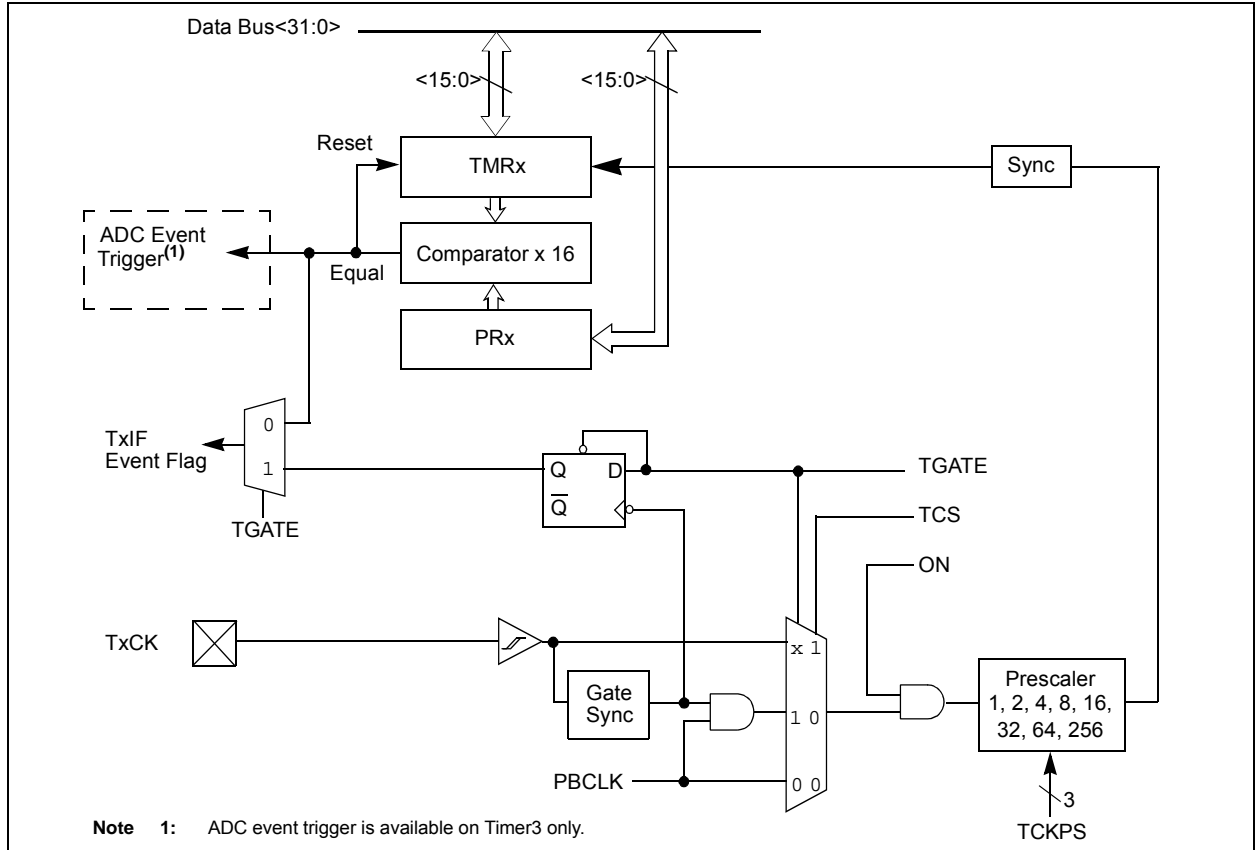 Data Bus<31:0>
<15:0>
<15:0>
Reset
TMRx
Sync
ADC Event
Trigger(1)
Equal
Comparator x 16
PRx
0
TxIF
Event Flag
1
TGATE
Q D
Q̅
TGATE
TCS
ON
TxCK
x 1
Gate
Sync
1 0
Prescaler
1, 2, 4, 8, 16,
32, 64, 256
PBCLK
0 0
3
TCKPS
Note 1: ADC event trigger is available on Timer3 only.